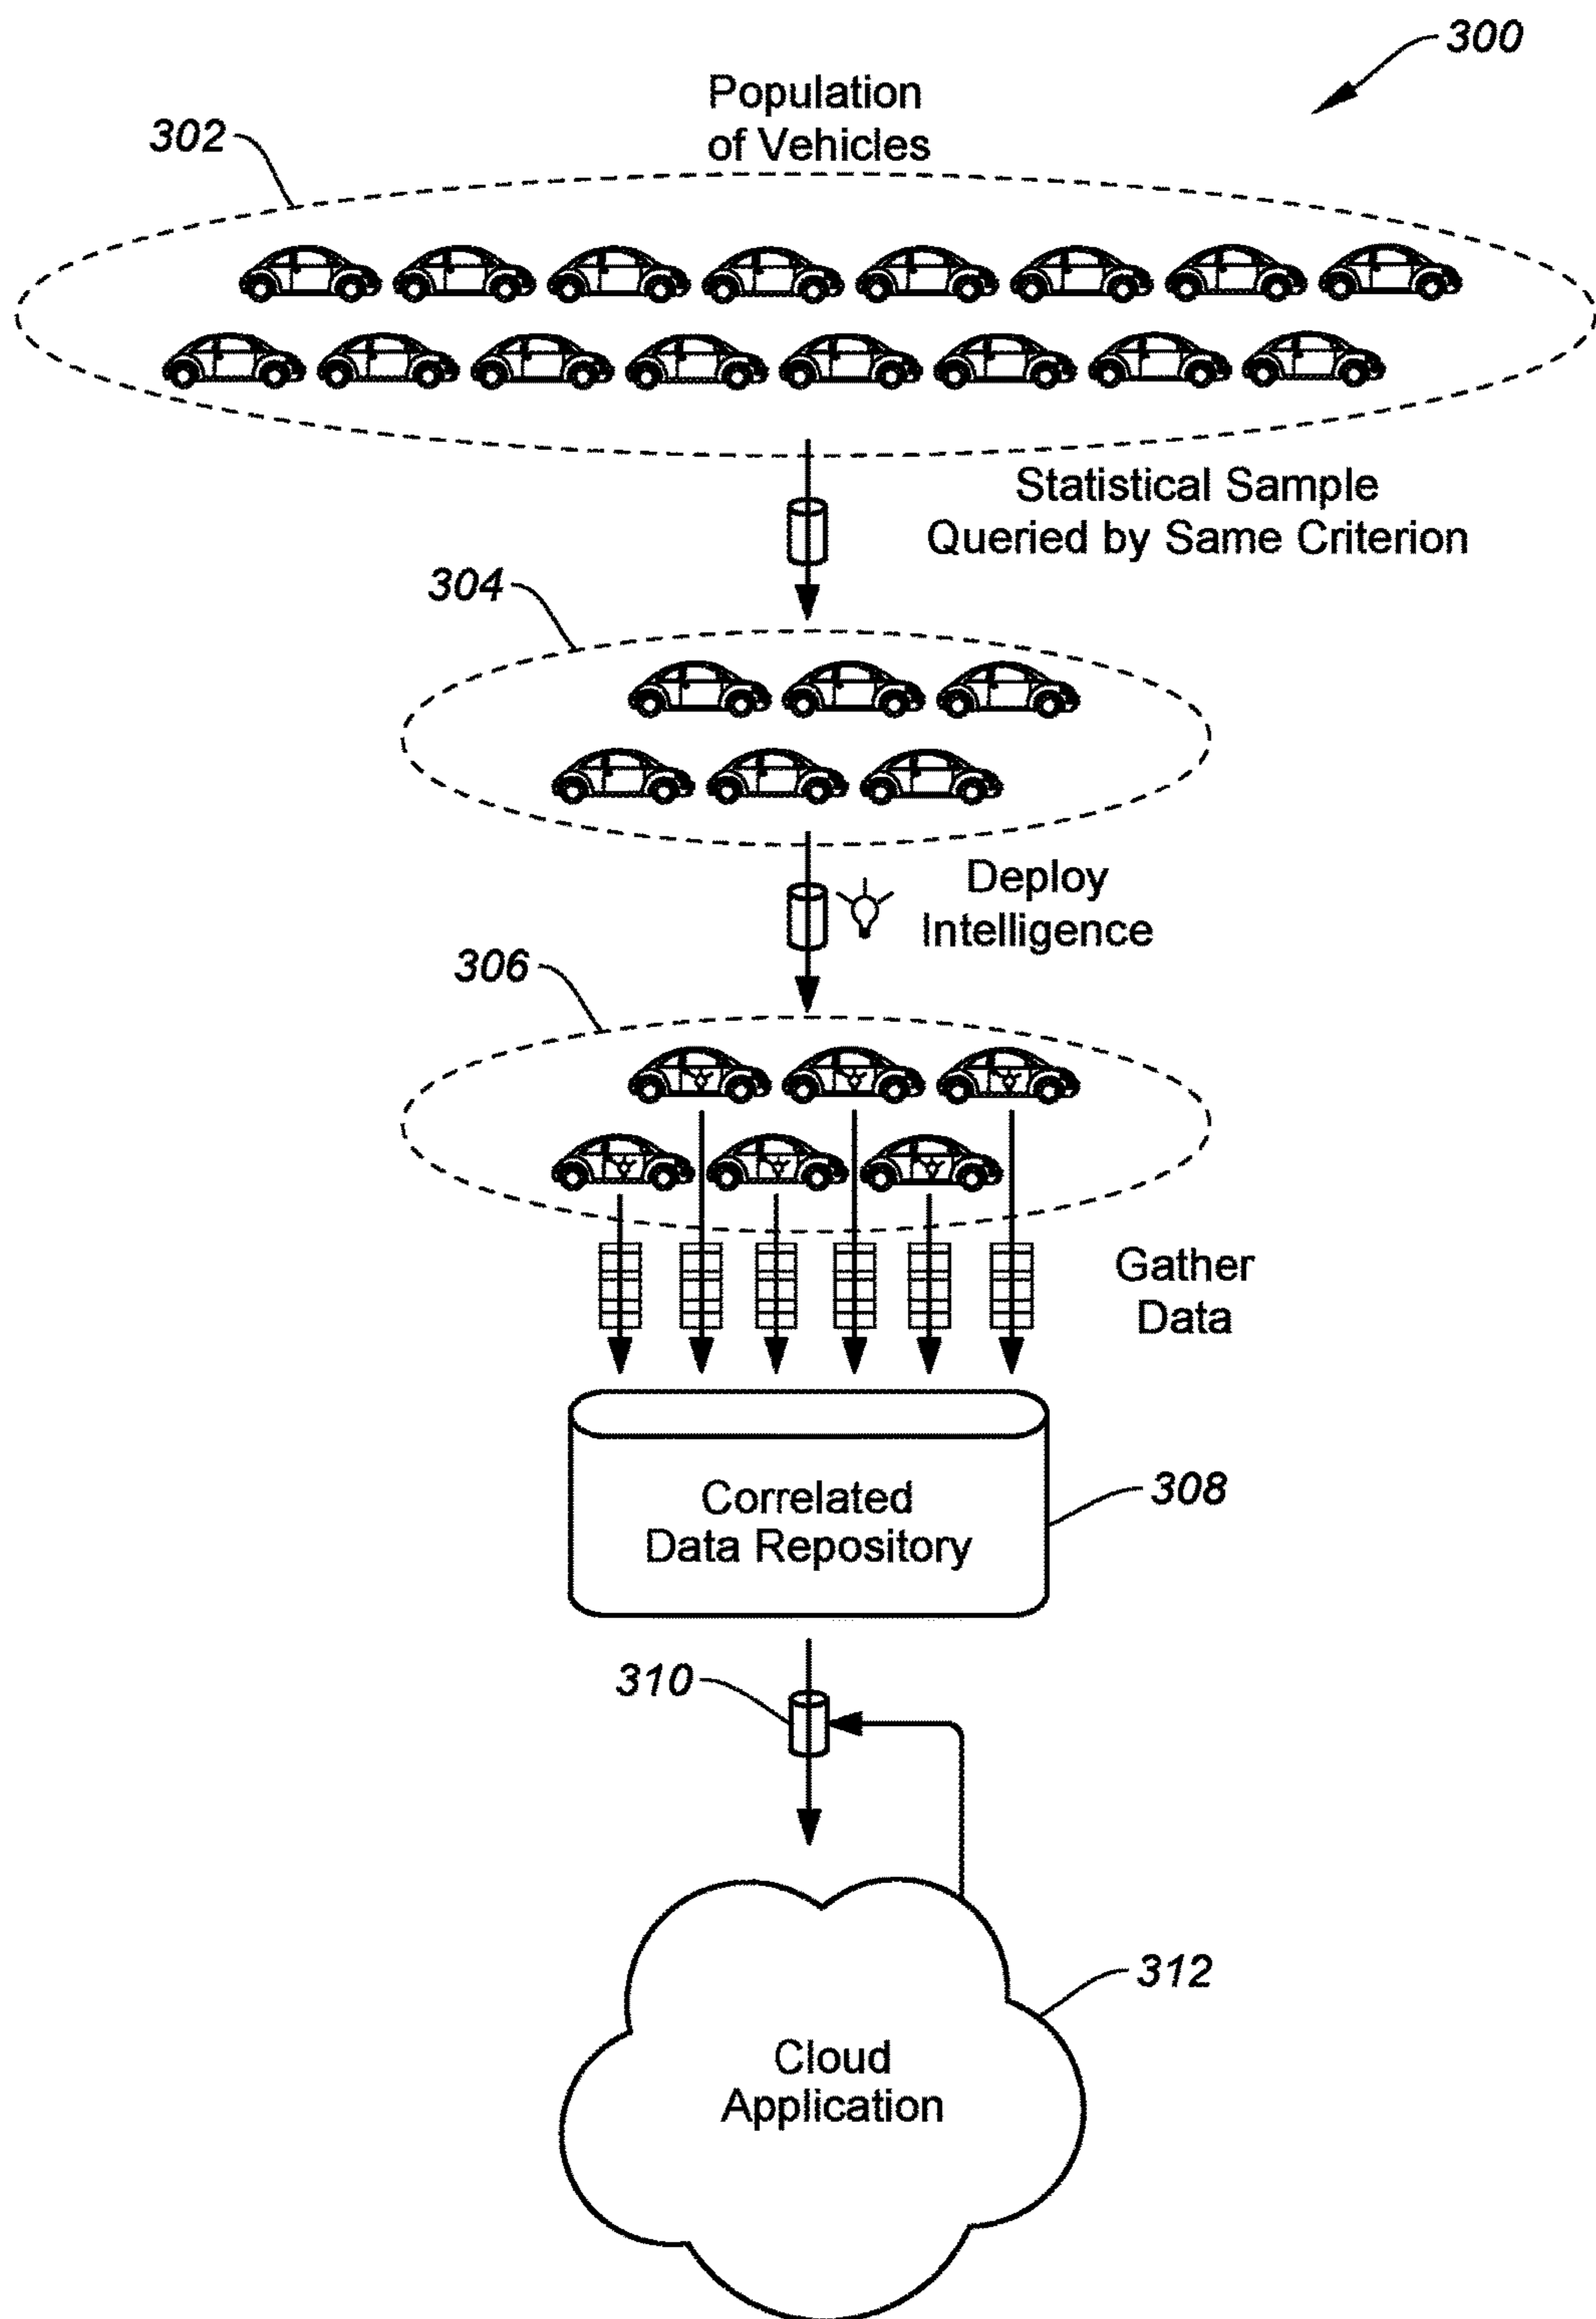 300
Population
of Vehicles
302
Statistical Sample
Queried by Same Criterion
304
Deploy
Intelligence
306
Gather
Data
Correlated
Data Repository
308
310
312
Cloud
Application